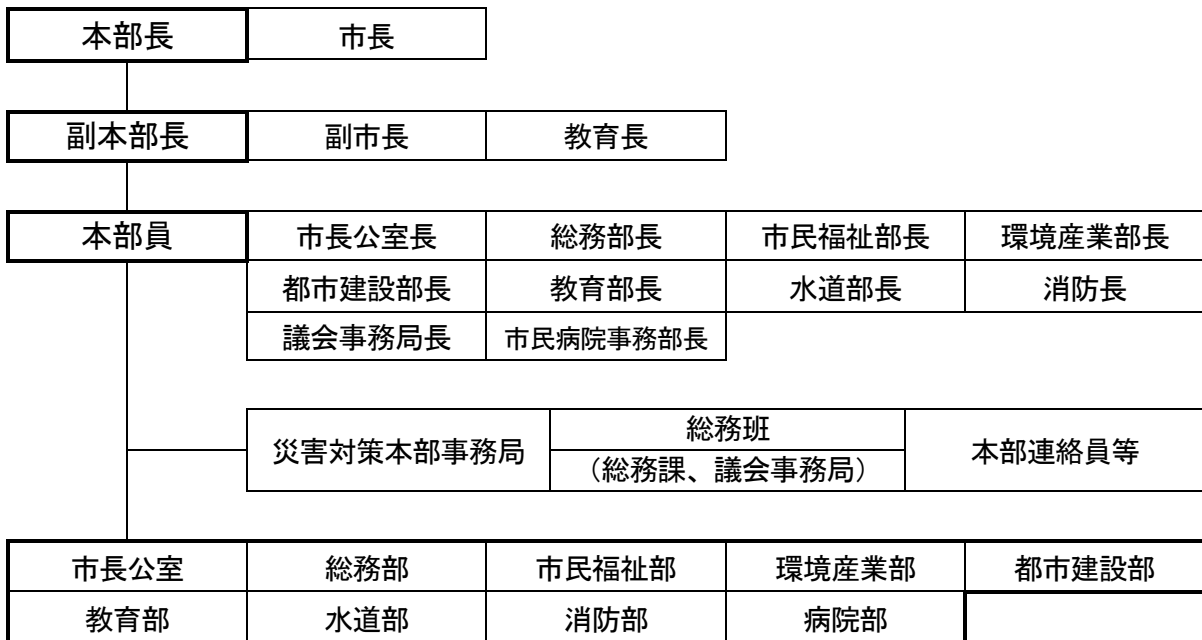 本部長 市長
副本部長 副市長 教育長
本部員 市長公室長 総務部長 市民福祉部長 環境産業部長
都市建設部長 教育部長 水道部長 消防長
議会事務局長 市民病院事務部長
災害対策本部事務局 総務班 本部連絡員等
（総務課、議会事務局）
市長公室 総務部 市民福祉部 環境産業部 都市建設部
教育部 水道部 消防部 病院部